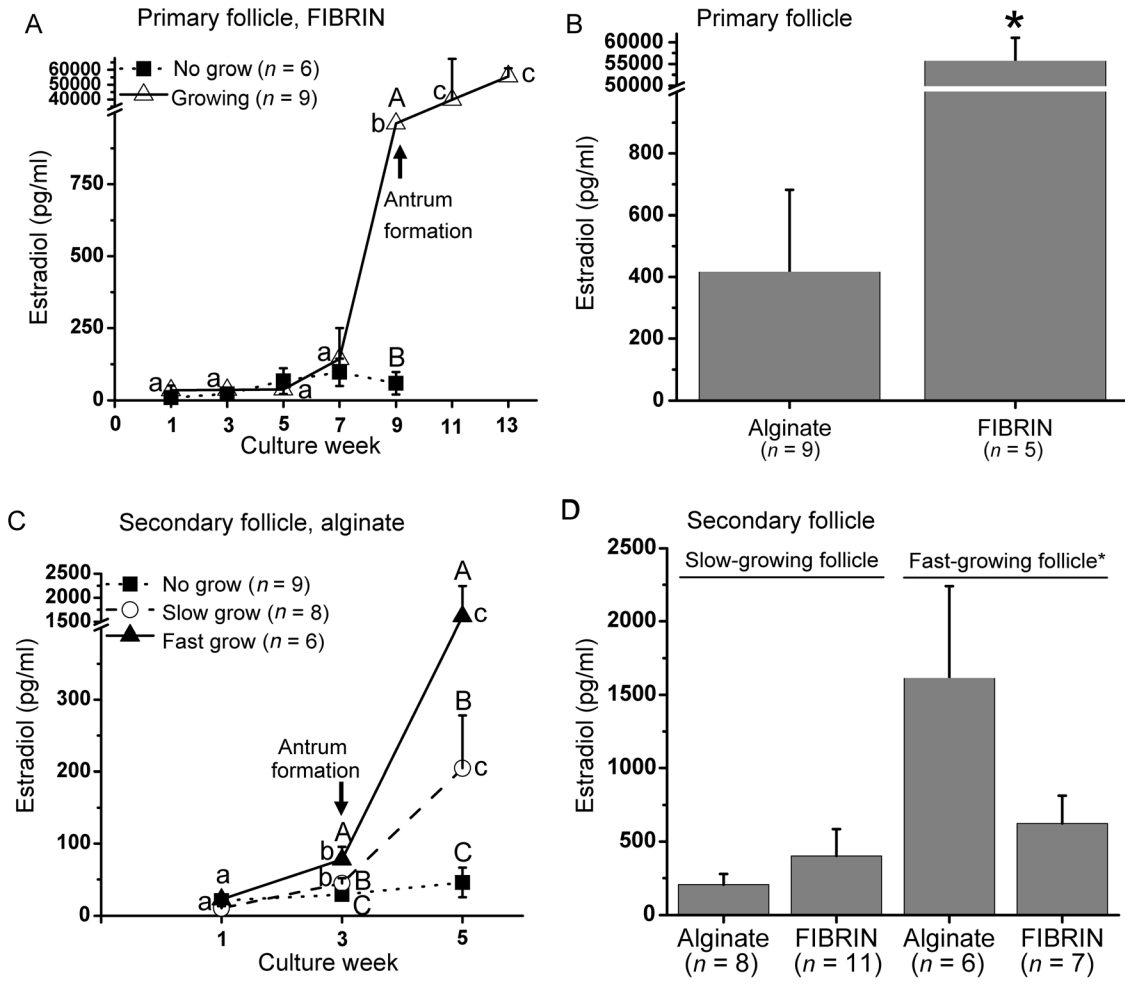 A
Primary follicle, FIBRIN
No grow (n = 6)
Growing (n = 9)
Estradiol (pg/ml)
60000
50000
40000
750
500
250
0
a
a
a
a
b
A
B
c
c
Antrum
formation
0
1
3
5
7
9
11
13
Culture week
B
Primary follicle
*
Estradiol (pg/ml)
60000
55000
50000
800
600
400
200
0
Alginate
(n = 9)
FIBRIN
(n = 5)
C
Secondary follicle, alginate
No grow (n = 9)
Slow grow (n = 8)
Fast grow (n = 6)
Estradiol (pg/ml)
2500
2000
1500
300
200
100
0
Antrum
formation
a
a
A
b
b
B
C
A
c
B
c
C
1
3
5
Culture week
D
Secondary follicle
Slow-growing follicle
Fast-growing follicle*
Estradiol (pg/ml)
2500
2000
1500
1000
500
0
Alginate
(n = 8)
FIBRIN
(n = 11)
Alginate
(n = 6)
FIBRIN
(n = 7)